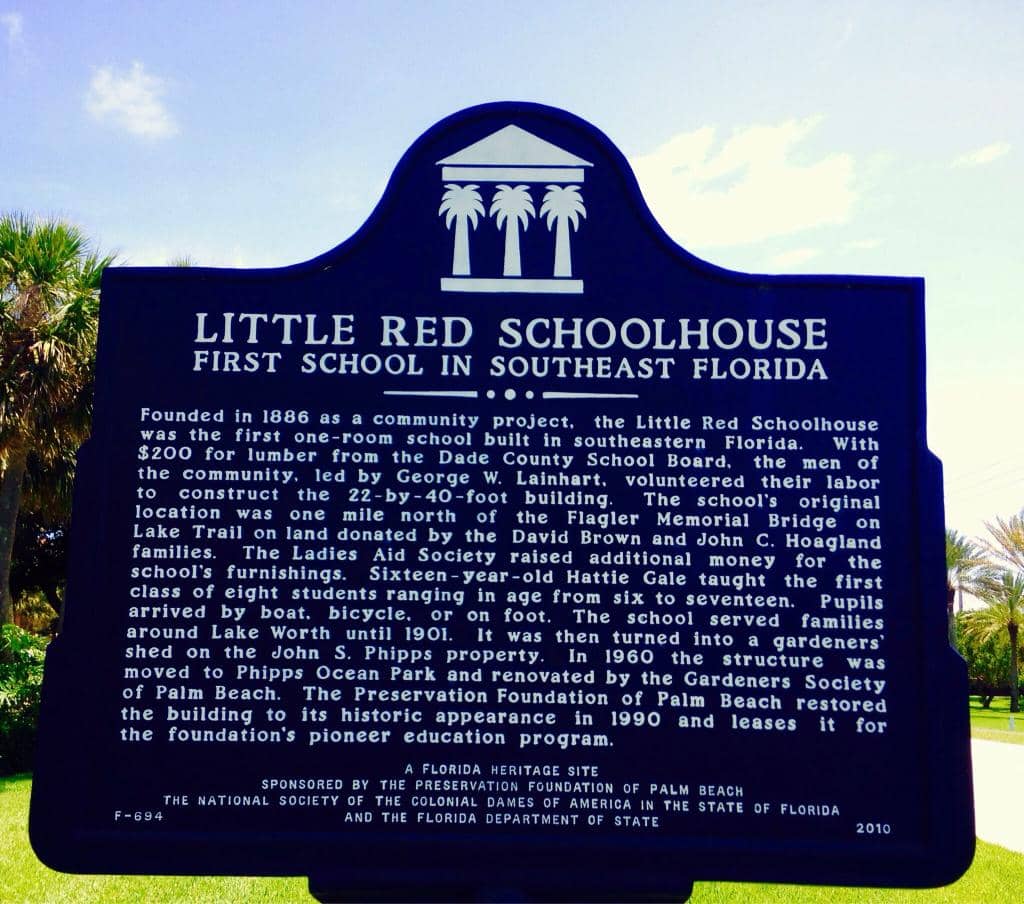 LITTLE RED SCHOOLHOUSE
FIRST SCHOOL IN SOUTHEAST FLORIDA
Founded in 1886 as a community project, the Little Red Schoolhouse
was the first one-room school built in southeastern Florida. With
$200 for lumber from the Dade County School Board, the men of
the community, led by George W. Lainhart, volunteered their labor
to construct the 22-by-40-foot building. The school's original
location was one mile north of the Flagler Memorial Bridge on
Lake Trail on land donated by the David Brown and John C. Hoagland
families. The Ladies Aid Society raised additional money for the
school's furnishings. Sixteen-year-old Hattie Gale taught the first
class of eight students ranging in age from six to seventeen. Pupils
arrived by boat, bicycle, or on foot. The school served families
around Lake Worth until 1901. It was then turned into a gardeners'
shed on the John S. Phipps property. In 1960 the structure was
moved to Phipps Ocean Park and renovated by the Gardeners Society
of Palm Beach. The Preservation Foundation of Palm Beach restored
the building to its historic appearance in 1990 and leases it for
the foundation's pioneer education program.
A FLORIDA HERITAGE SITE
SPONSORED BY THE PRESERVATION FOUNDATION OF PALM BEACH
THE NATIONAL SOCIETY OF THE COLONIAL DAMES OF AMERICA IN THE STATE OF FLORIDA
AND THE FLORIDA DEPARTMENT OF STATE
F-694
2010